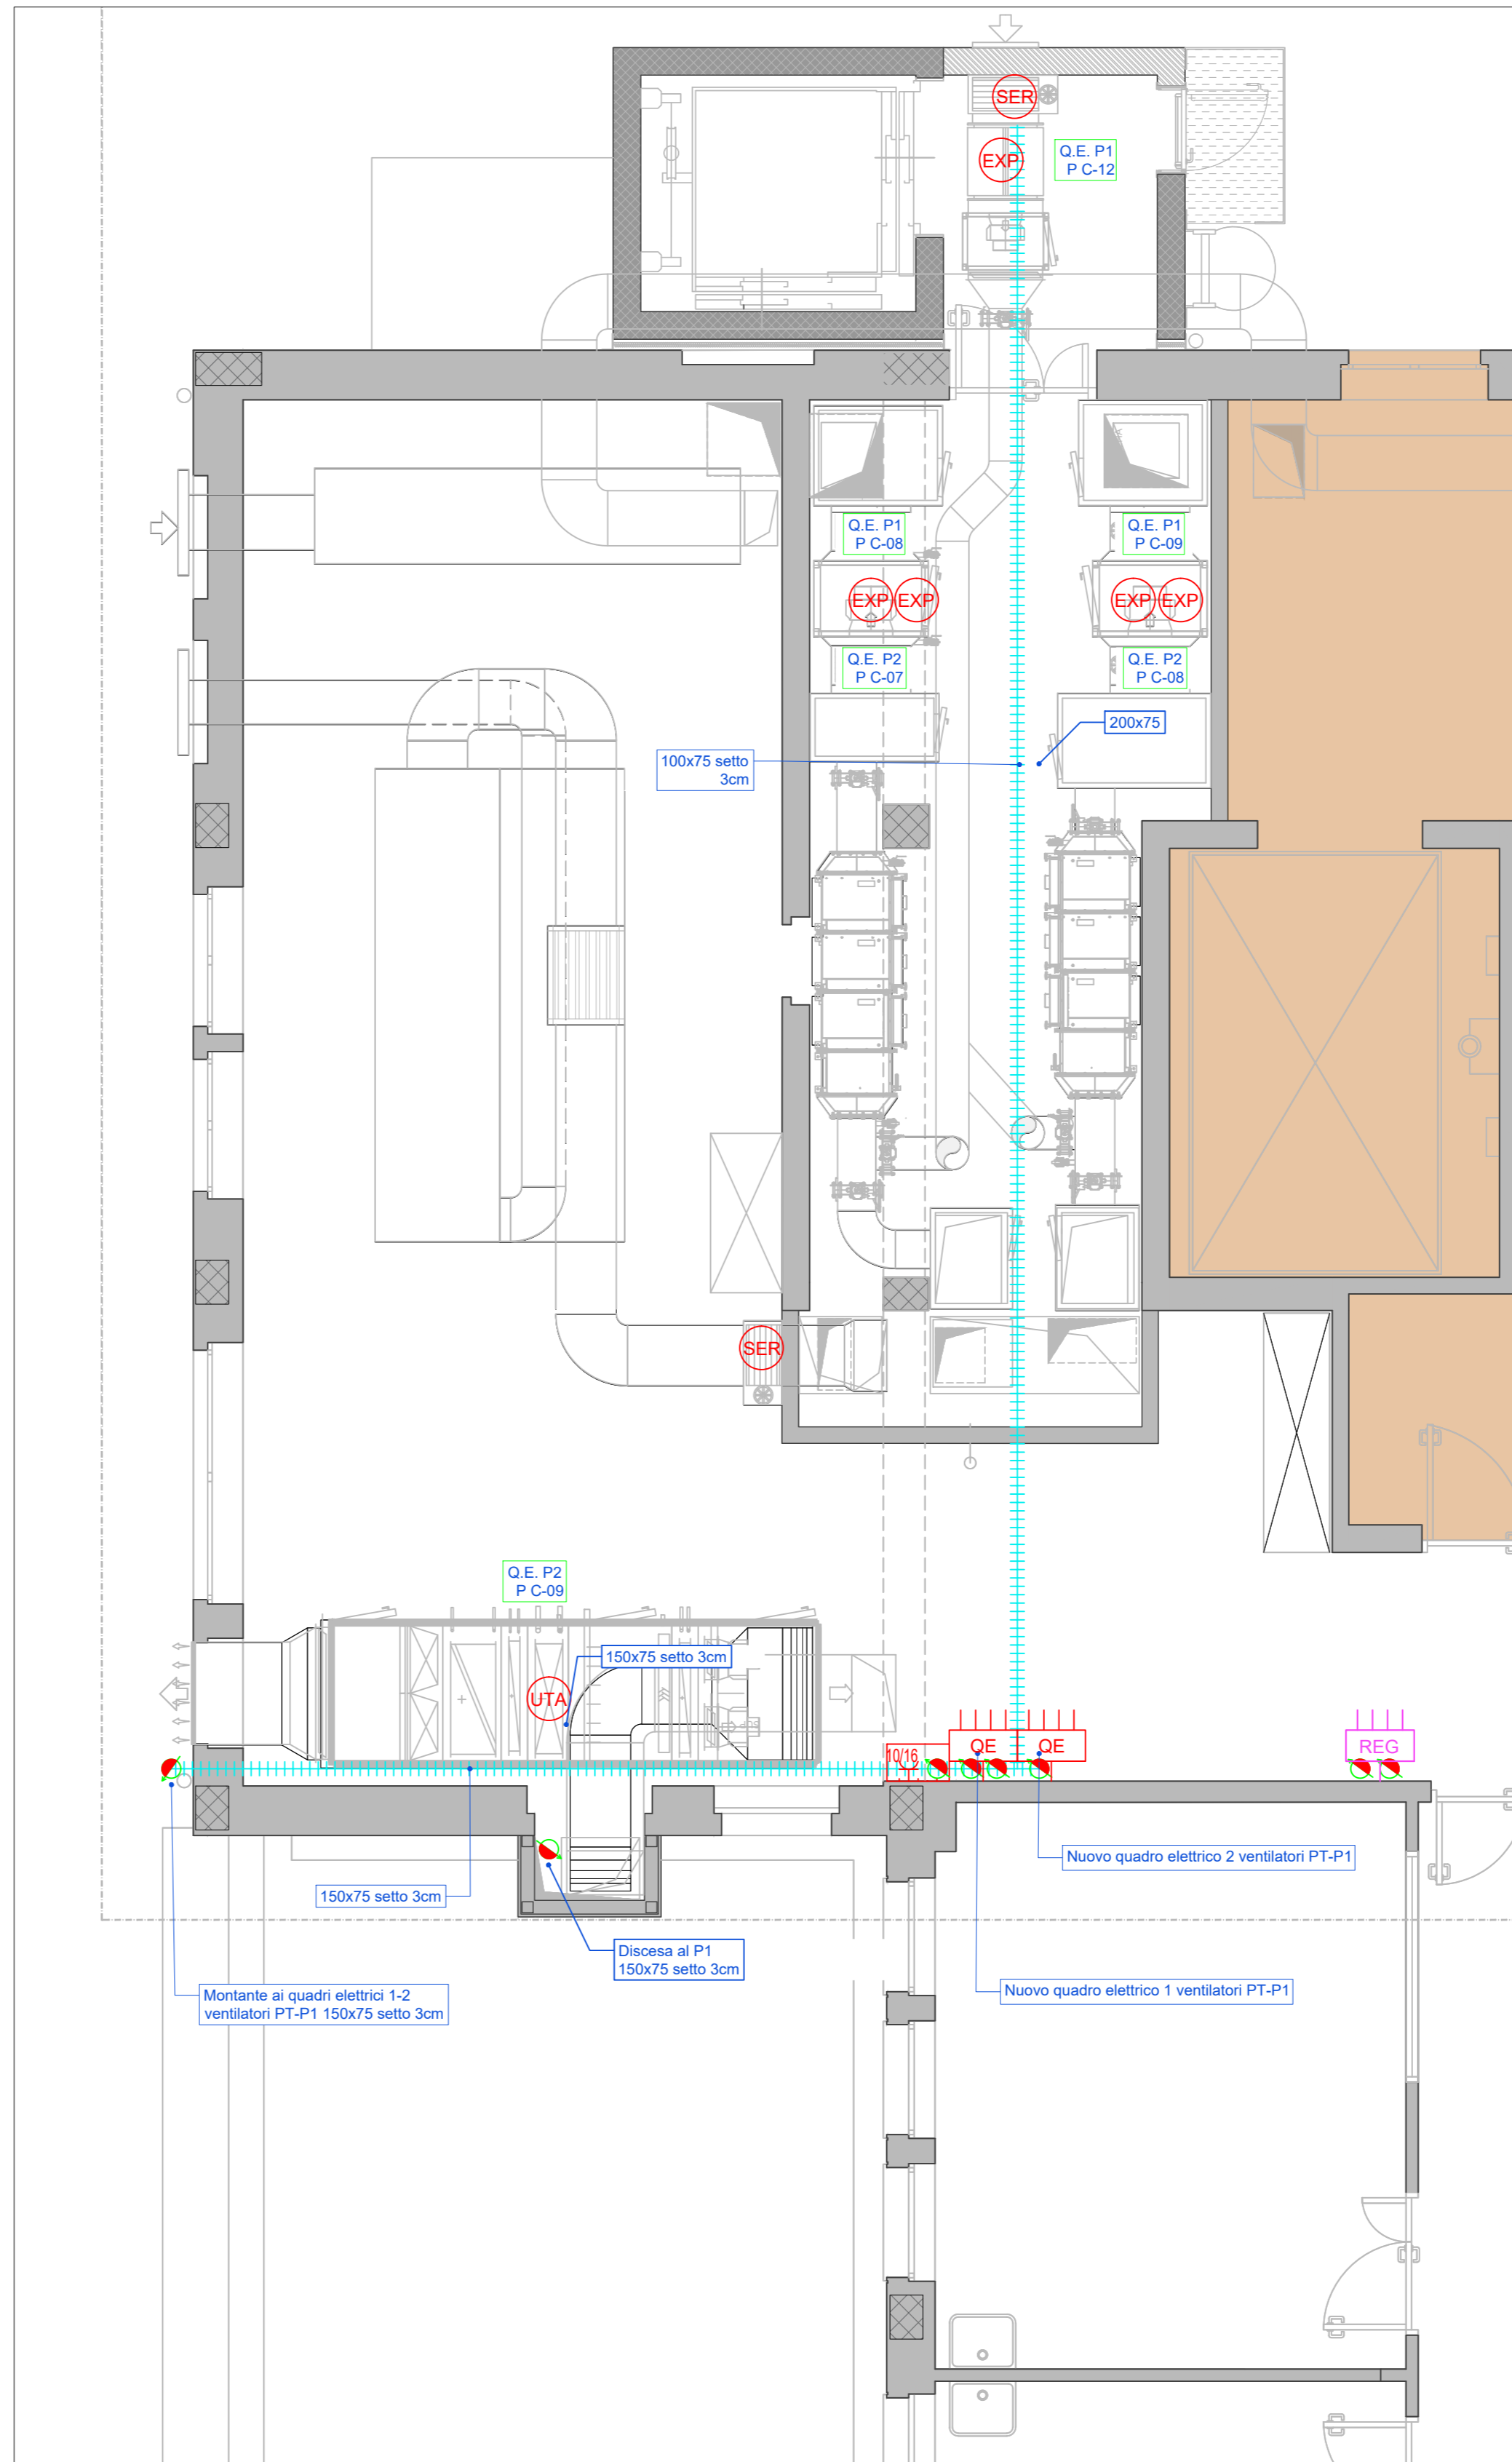 SER
EXP
Q.E. P1
P C-12
Q.E. P1
P C-08
Q.E. P1
P C-09
EXP
EXP
EXP
EXP
Q.E. P2
P C-07
Q.E. P2
P C-08
200x75
100x75 setto
3cm
SER
Q.E. P2
P C-09
150x75 setto 3cm
UTA
10/16
QE
QE
REG
Nuovo quadro elettrico 2 ventilatori PT-P1
150x75 setto 3cm
Discesa al P1
150x75 setto 3cm
Montante ai quadri elettrici 1-2
ventilatori PT-P1 150x75 setto 3cm
Nuovo quadro elettrico 1 ventilatori PT-P1